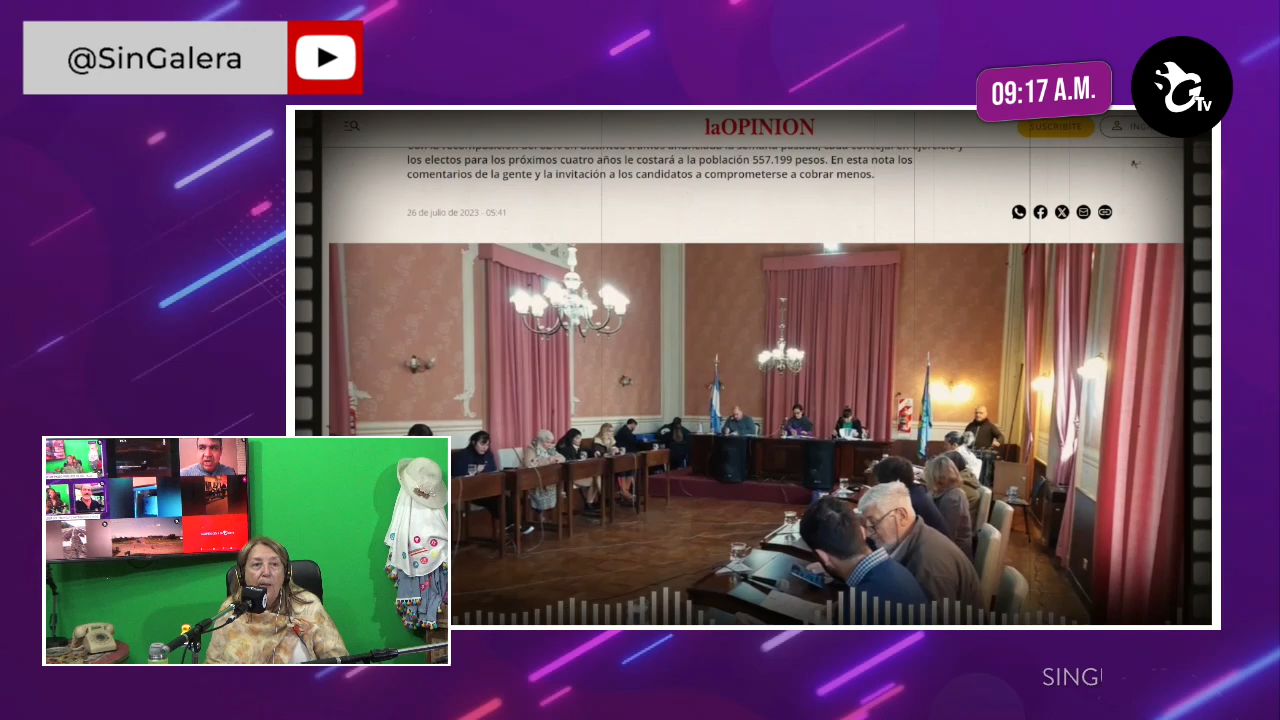 @SinGalera
09:17 A.M.
G Tv
laOPINION
SUSCRIBITE
los electos para los próximos cuatro años le costará a la población 557.199 pesos. En esta nota los
comentarios de la gente y la invitación a los candidatos a comprometerse a cobrar menos.
26 de julio de 2023 - 05:41
SING